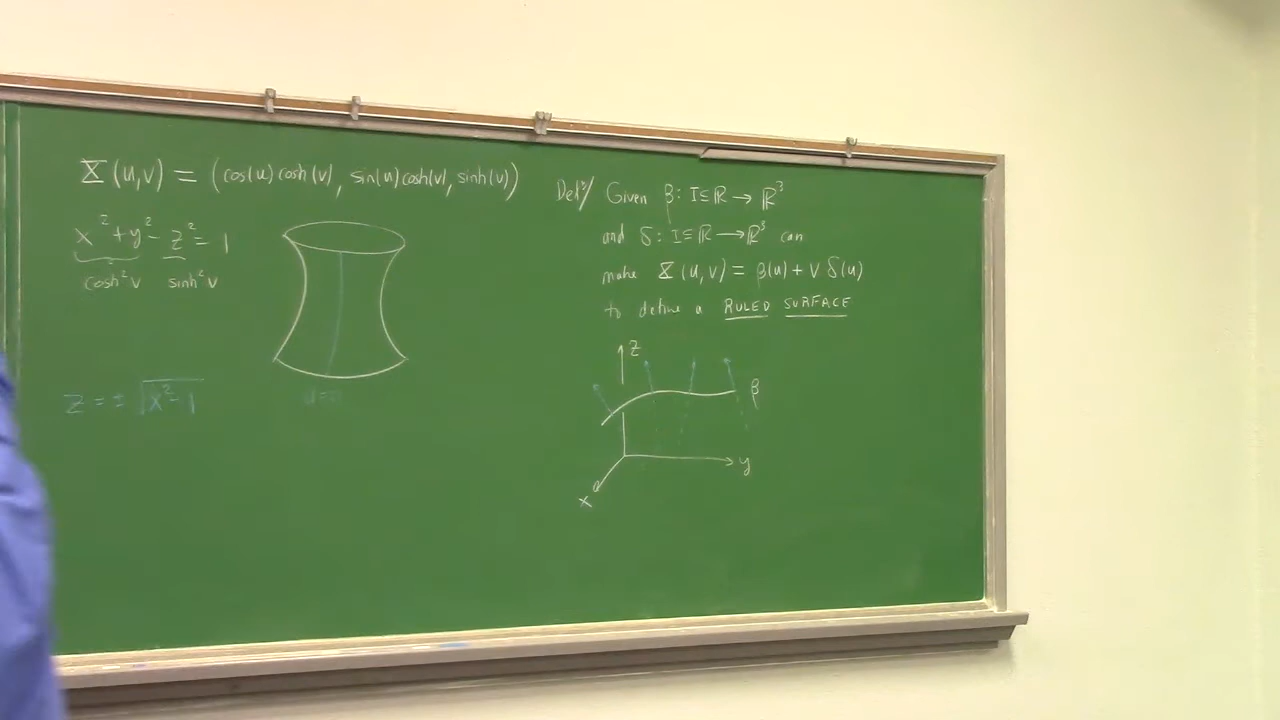 X(u,v) = (cos(u)cosh(v), sin(u)cosh(v), sinh(v))
x² + y² - z² = 1
cosh²v sinh²v
z = ± √x²-1
Defⁿ/ Given β: I ⊆ ℝ → ℝ³
and δ: I ⊆ ℝ → ℝ³ can
make X(u,v) = β(u) + v δ(u)
to define a RULED SURFACE
z
β
y
x